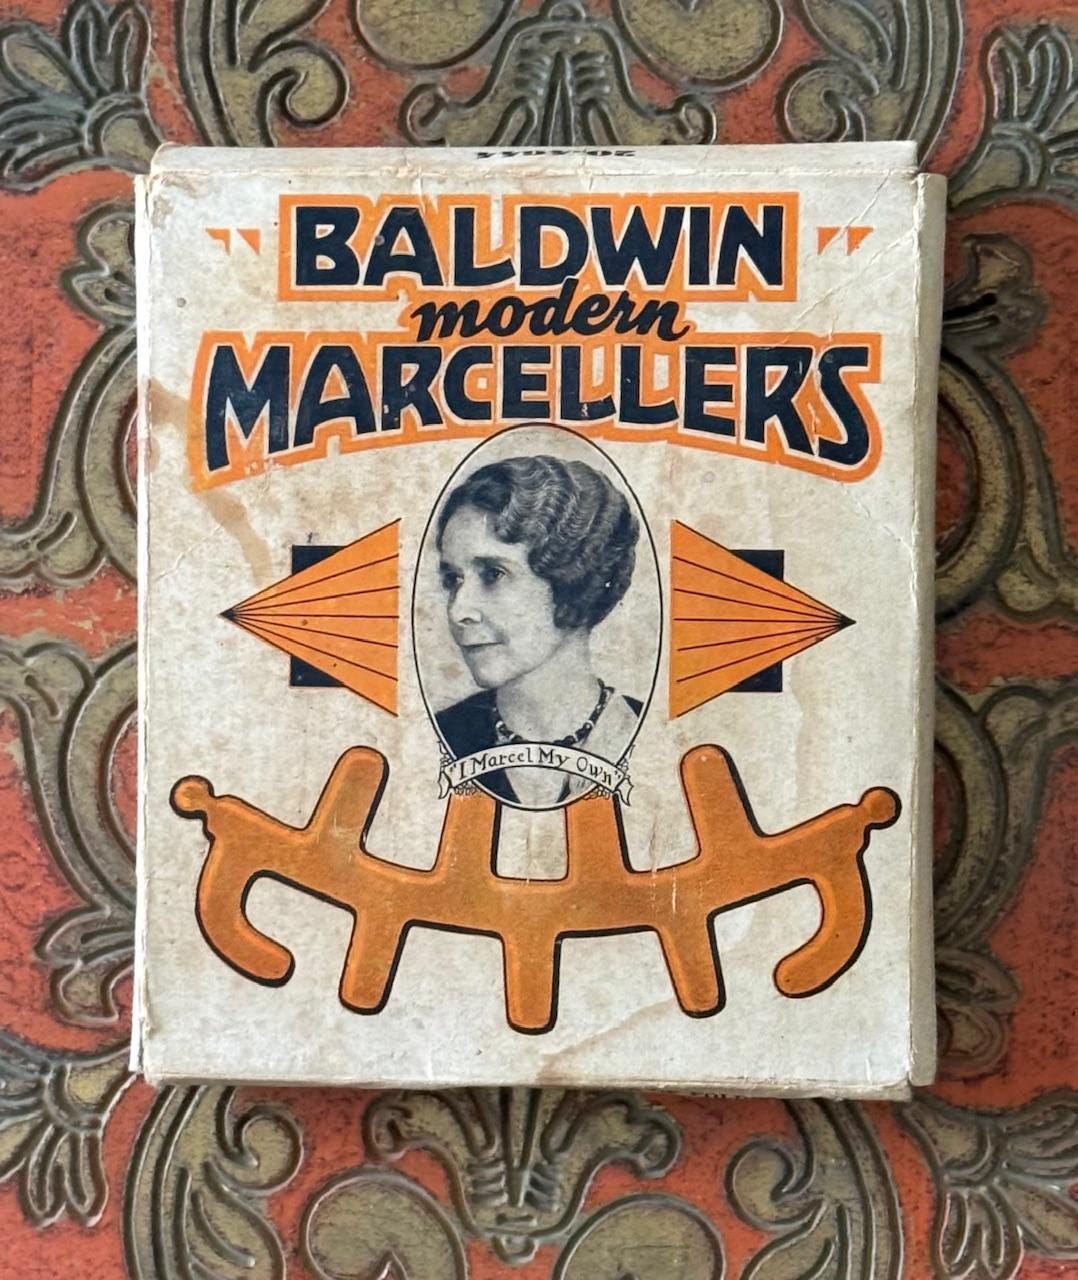 "BALDWIN"
modern
MARCELLERS
"I Marcel My Own"